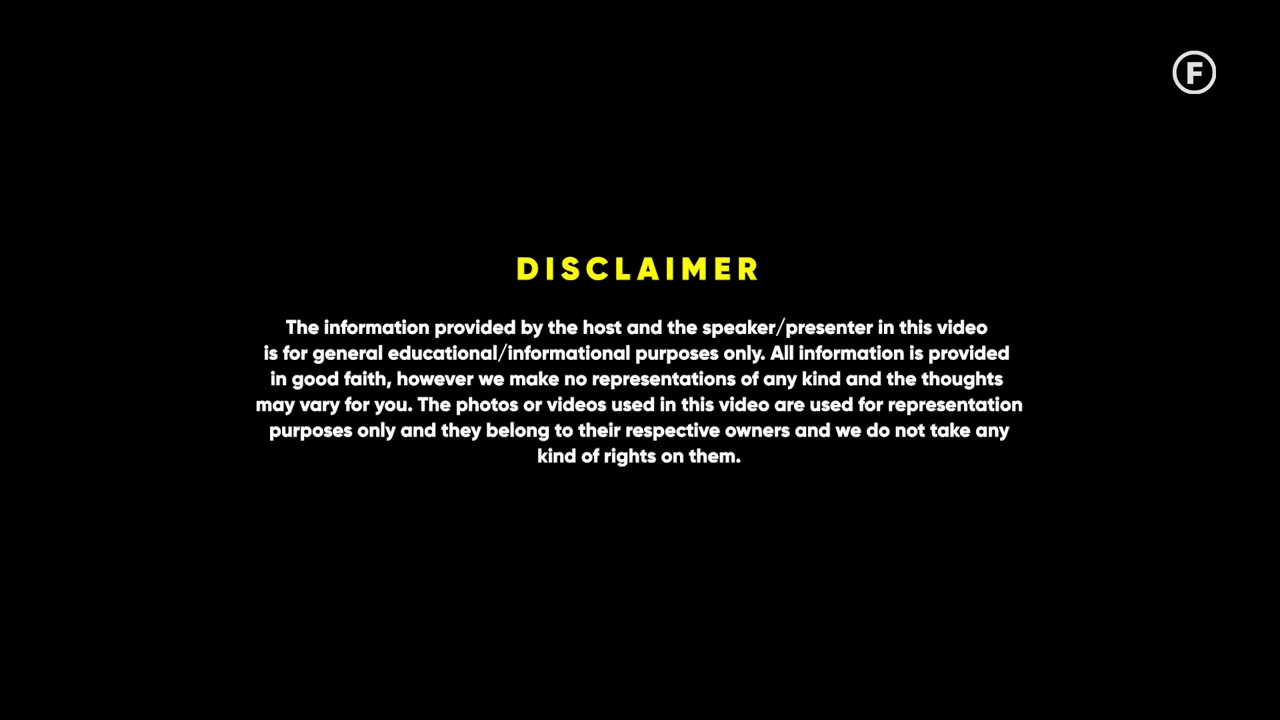 F
DISCLAIMER
The information provided by the host and the speaker/presenter in this video
is for general educational/informational purposes only. All information is provided
in good faith, however we make no representations of any kind and the thoughts
may vary for you. The photos or videos used in this video are used for representation
purposes only and they belong to their respective owners and we do not take any
kind of rights on them.